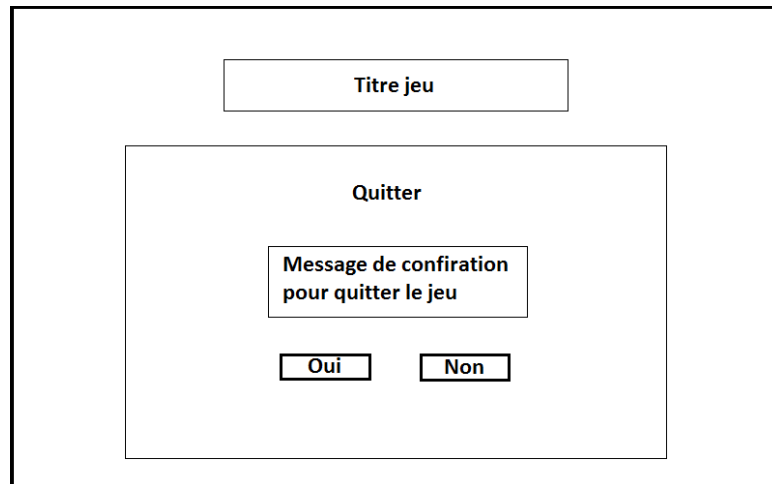 Titre jeu
Quitter
Message de confiration
pour quitter le jeu
Oui Non